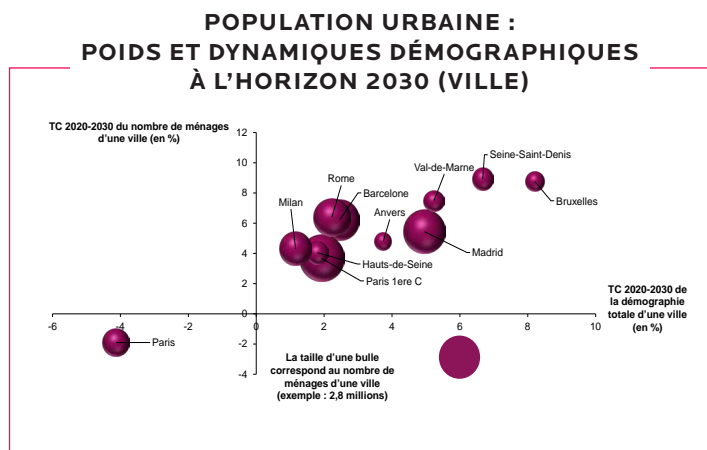 POPULATION URBAINE :
POIDS ET DYNAMIQUES DÉMOGRAPHIQUES
À L’HORIZON 2030 (VILLE)
TC 2020-2030 du nombre de ménages
d’une ville (en %)
12
10
8
6
4
2
0
-2
-4
-6
-4
-2
0
2
4
6
8
10
Seine-Saint-Denis
Val-de-Marne
Bruxelles
Rome
Barcelone
Milan
Anvers
Madrid
Hauts-de-Seine
Paris 1ere C
Paris
TC 2020-2030 de
la démographie
totale d’une ville
(en %)
La taille d’une bulle
correspond au nombre de
ménages d’une ville
(exemple : 2,8 millions)